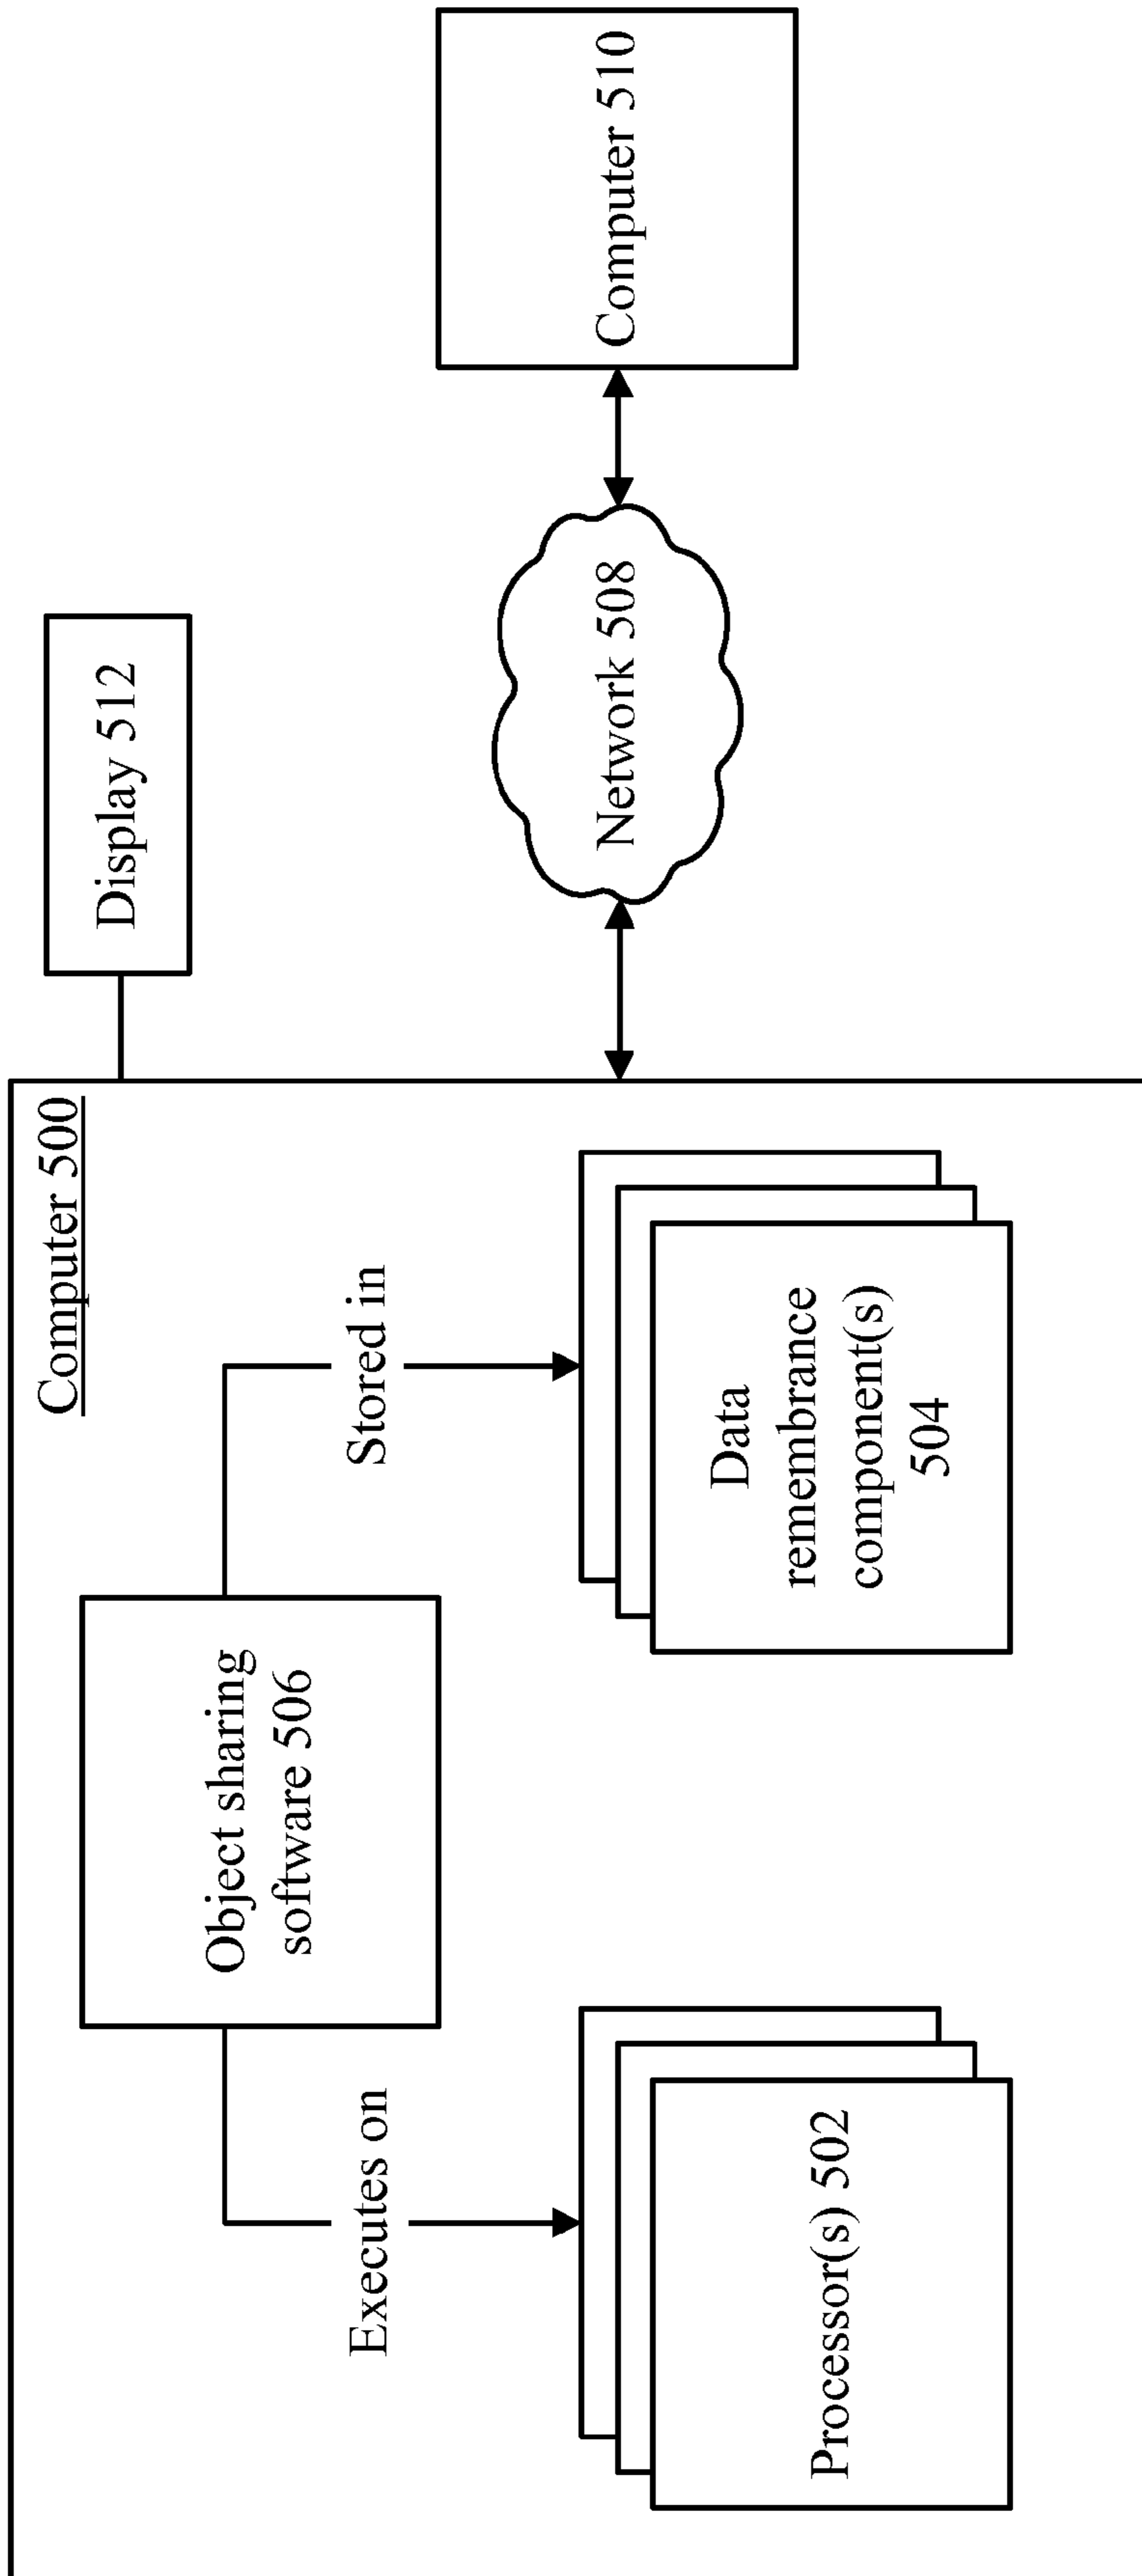 Computer 500
Object sharing
software 506
Executes on
Stored in
Processor(s) 502
Data
remembrance
component(s)
504
Display 512
Network 508
Computer 510